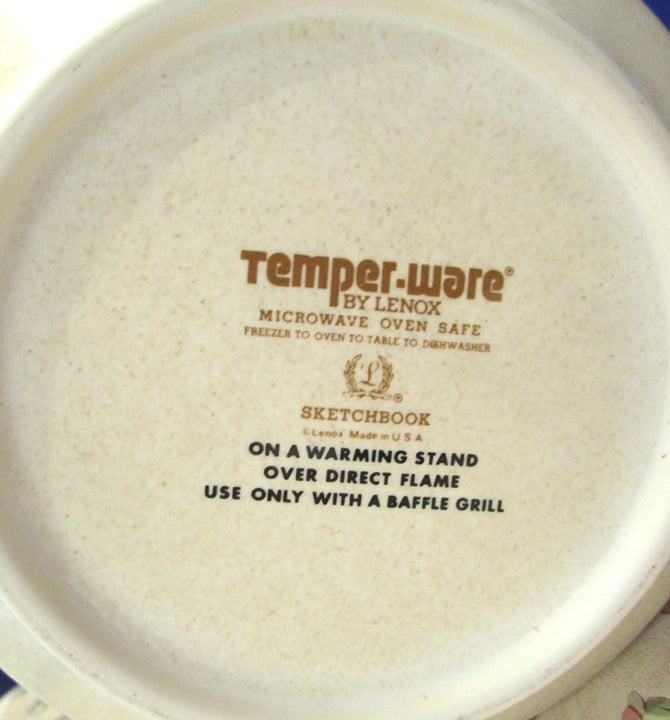 Temper-ware®
BY LENOX
MICROWAVE OVEN SAFE
FREEZER TO OVEN TO TABLE TO DISHWASHER
L ®
SKETCHBOOK
© Lenox Made in U S A
ON A WARMING STAND
OVER DIRECT FLAME
USE ONLY WITH A BAFFLE GRILL